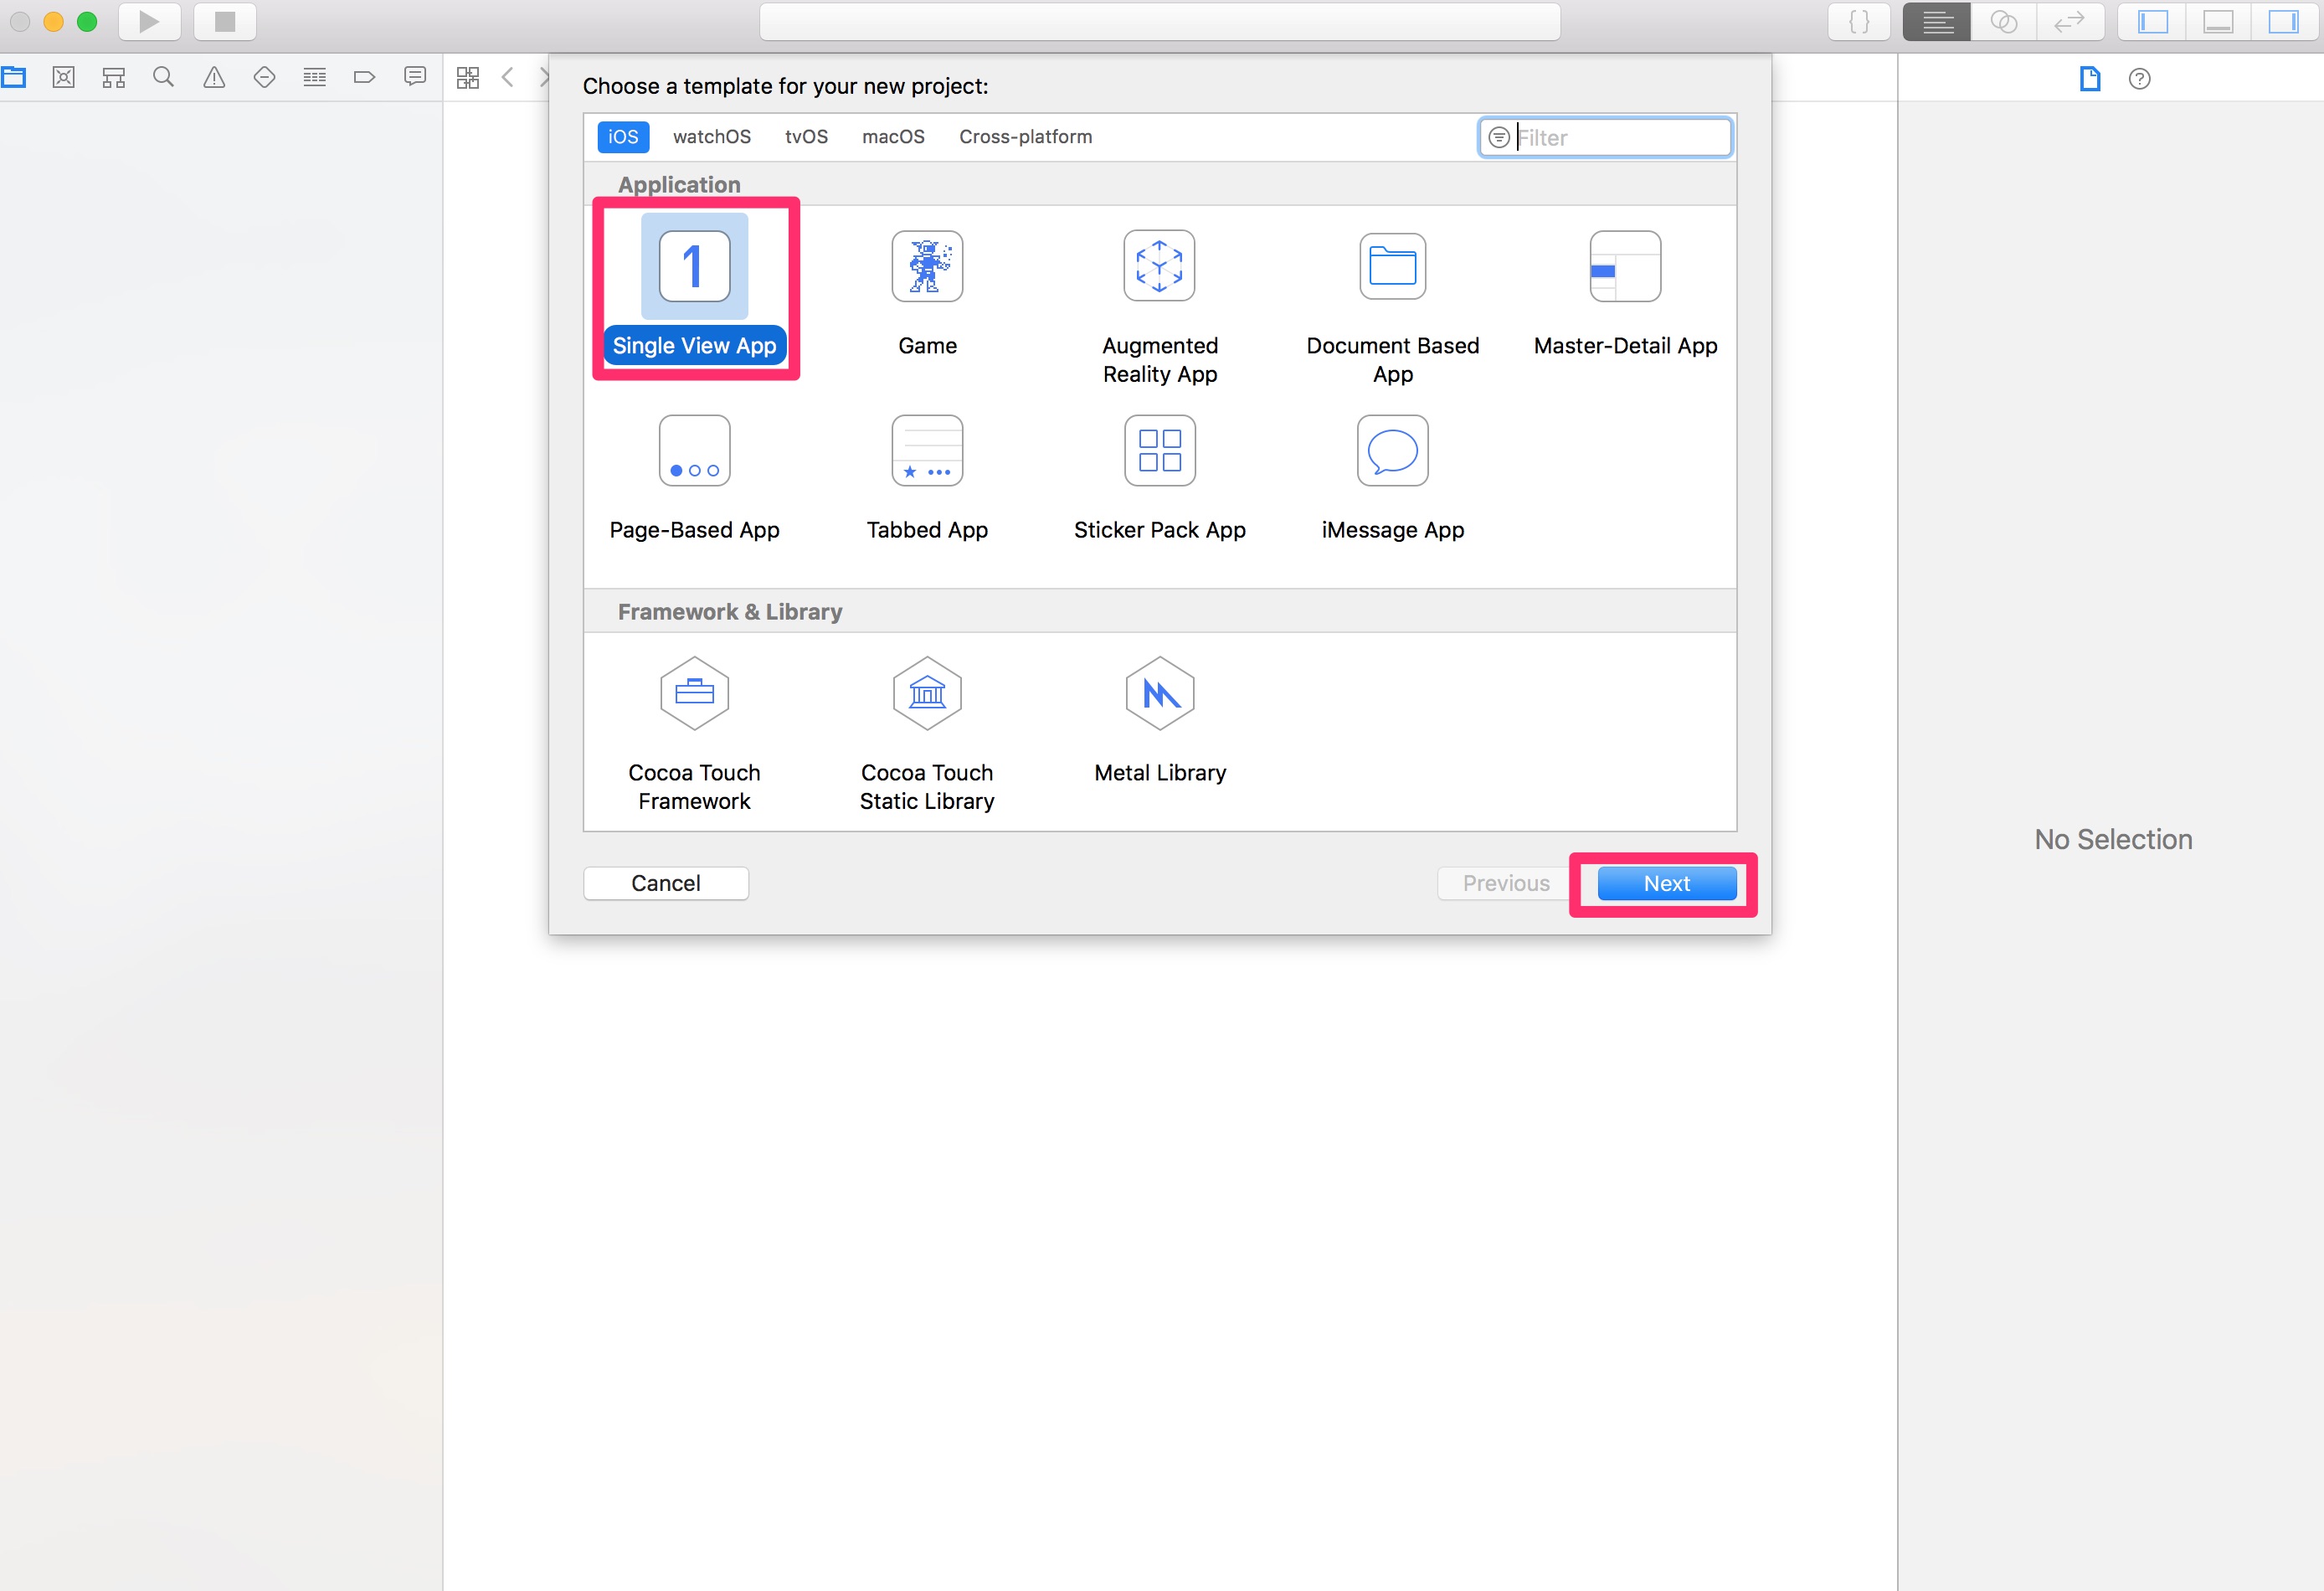 Choose a template for your new project:
iOS watchOS tvOS macOS Cross-platform Filter
Application
1
Single View App
Game
Augmented
Reality App
Document Based
App
Master-Detail App
Page-Based App
Tabbed App
Sticker Pack App
iMessage App
Framework & Library
Cocoa Touch
Framework
Cocoa Touch
Static Library
Metal Library
No Selection
Cancel
Previous
Next